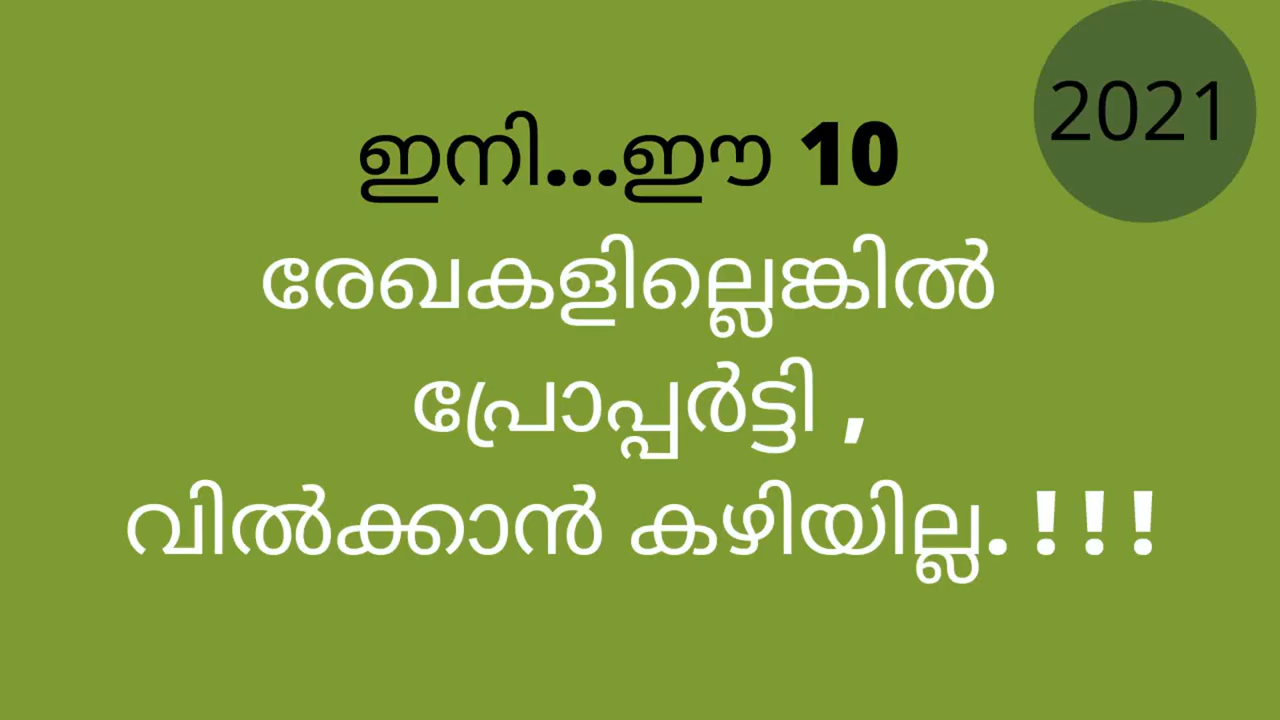 2021
ഇനി...ഈ 10
രേഖകളില്ലെങ്കിൽ
പ്രോപ്പർട്ടി ,
വിൽക്കാൻ കഴിയില്ല. ! ! !